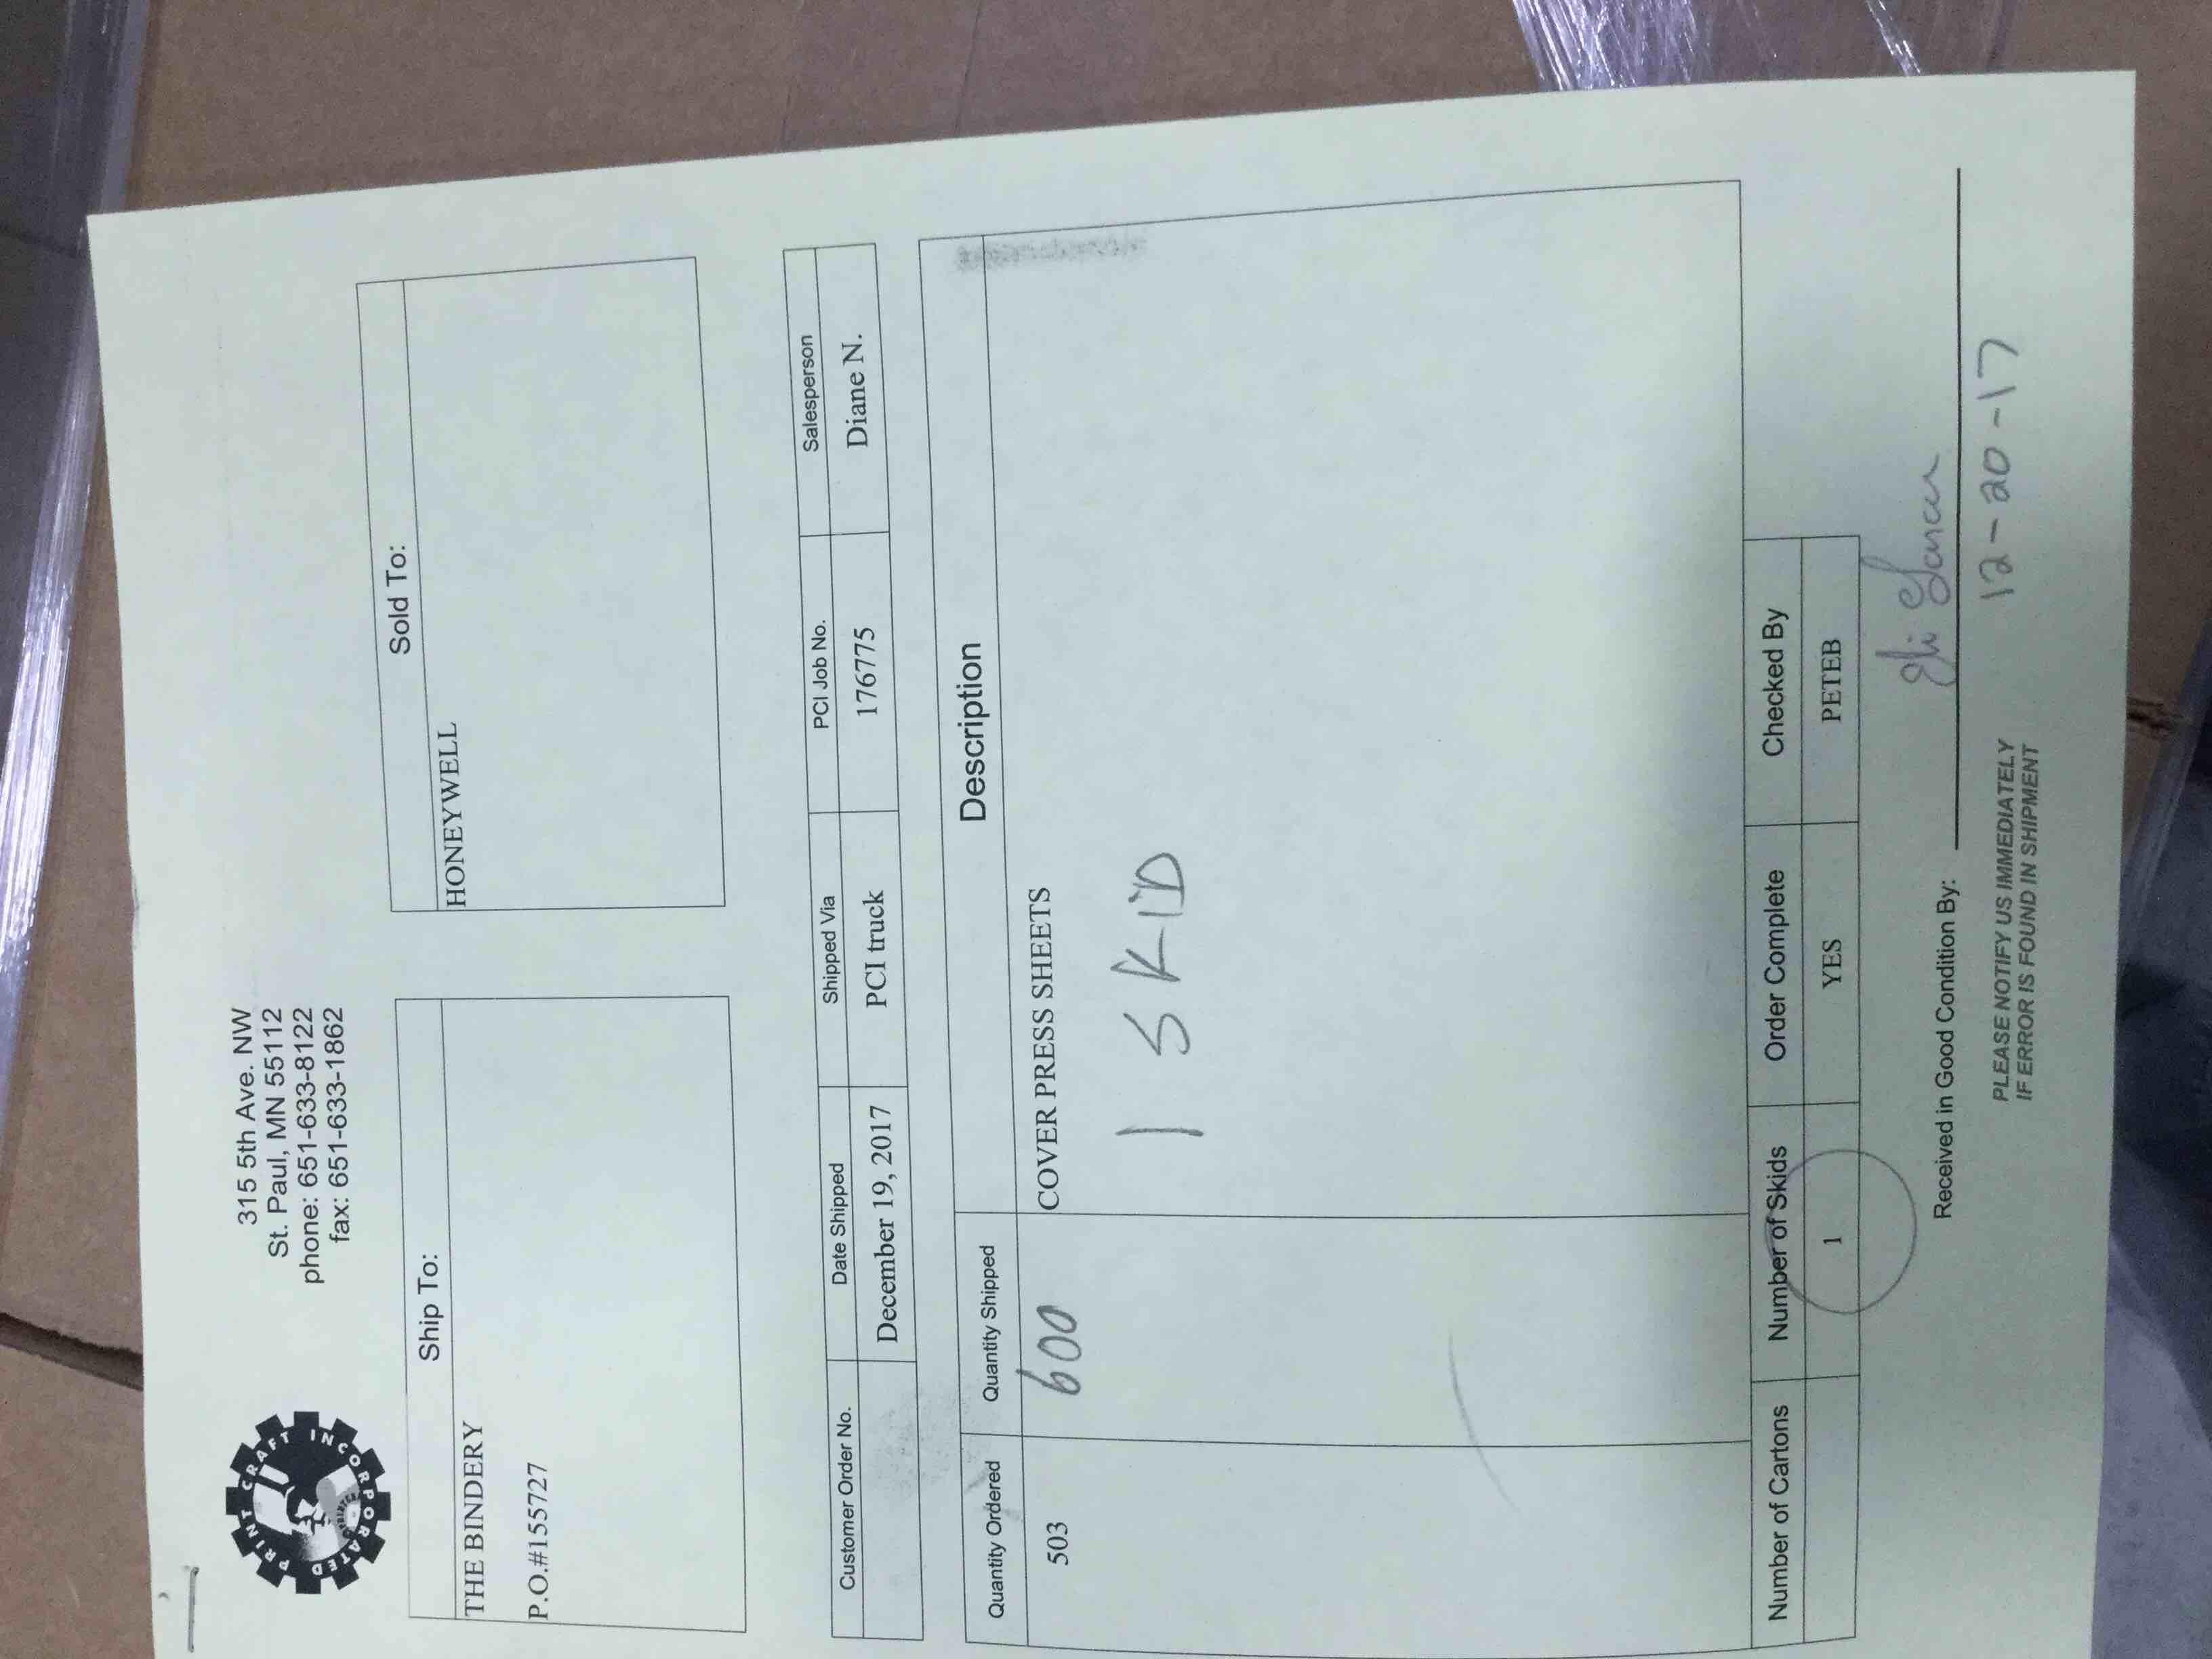 PRINT CRAFT INCORPORATED
315 5th Ave. NW
St. Paul, MN 55112
phone: 651-633-8122
fax: 651-633-1862
Ship To:
THE BINDERY
P.O.#155727
Sold To:
HONEYWELL
Customer Order No. Date Shipped Shipped Via PCI Job No. Salesperson
December 19, 2017 PCI truck 176775 Diane N.
Quantity Ordered Quantity Shipped Description
503 600 COVER PRESS SHEETS
1 SKID
Number of Cartons Number of Skids Order Complete Checked By
1 YES PETEB
Received in Good Condition By: Eli
PLEASE NOTIFY US IMMEDIATELY
IF ERROR IS FOUND IN SHIPMENT
12-20-17